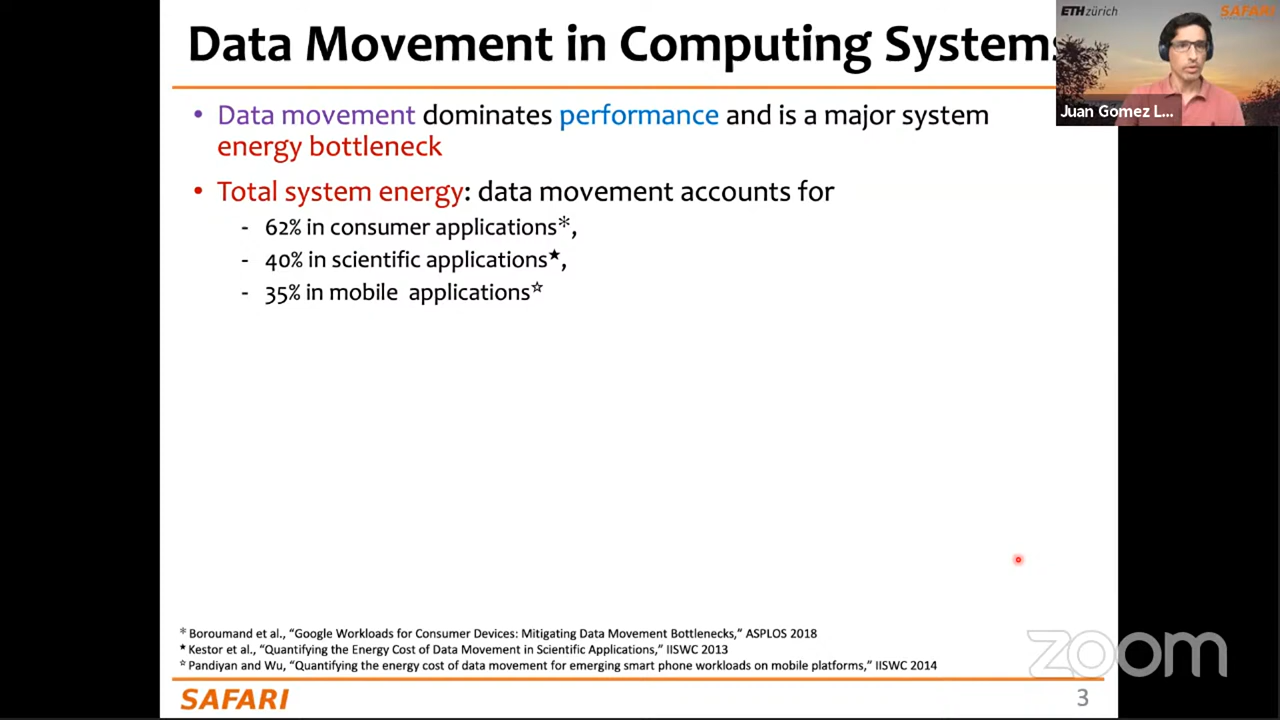 Data Movement in Computing Systems
ETH zürich
SAFARI
Juan Gomez L...
• Data movement dominates performance and is a major system
energy bottleneck
• Total system energy: data movement accounts for
- 62% in consumer applications*,
- 40% in scientific applications★,
- 35% in mobile applications☆
* Boroumand et al., “Google Workloads for Consumer Devices: Mitigating Data Movement Bottlenecks,” ASPLOS 2018
★ Kestor et al., “Quantifying the Energy Cost of Data Movement in Scientific Applications,” IISWC 2013
☆ Pandiyan and Wu, “Quantifying the energy cost of data movement for emerging smart phone workloads on mobile platforms,” IISWC 2014
zoom
SAFARI
3